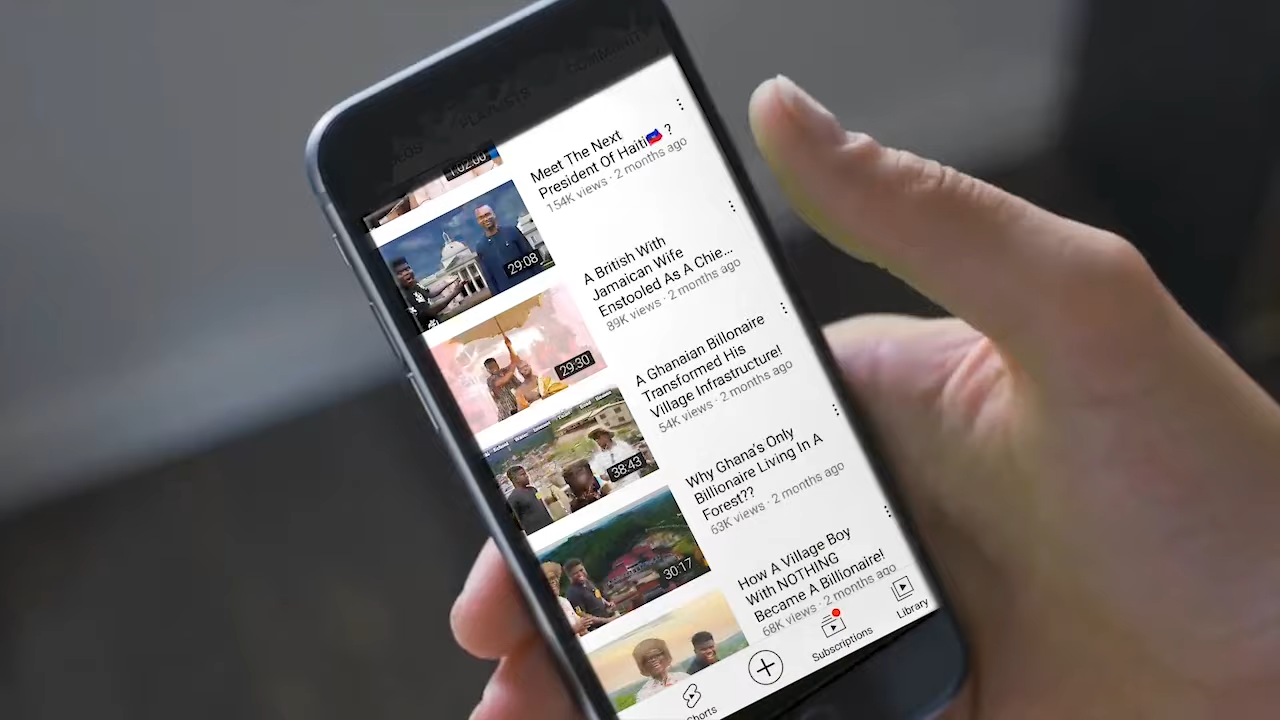 COMMUNITY
PLAYLISTS
1:02:00
Meet The Next
President Of Haiti🇭🇹 ?
154K views · 2 months ago
29:08
A British With
Jamaican Wife
Enstooled As A Chie...
89K views · 2 months ago
29:30
A Ghanaian Billonaire
Transformed His
Village Infrastructure!
54K views · 2 months ago
38:43
Why Ghana's Only
Billionaire Living In A
Forest??
63K views · 2 months ago
30:17
How A Village Boy
With NOTHING
Became A Billionaire!
68K views · 2 months ago
Shorts
Subscriptions
Library